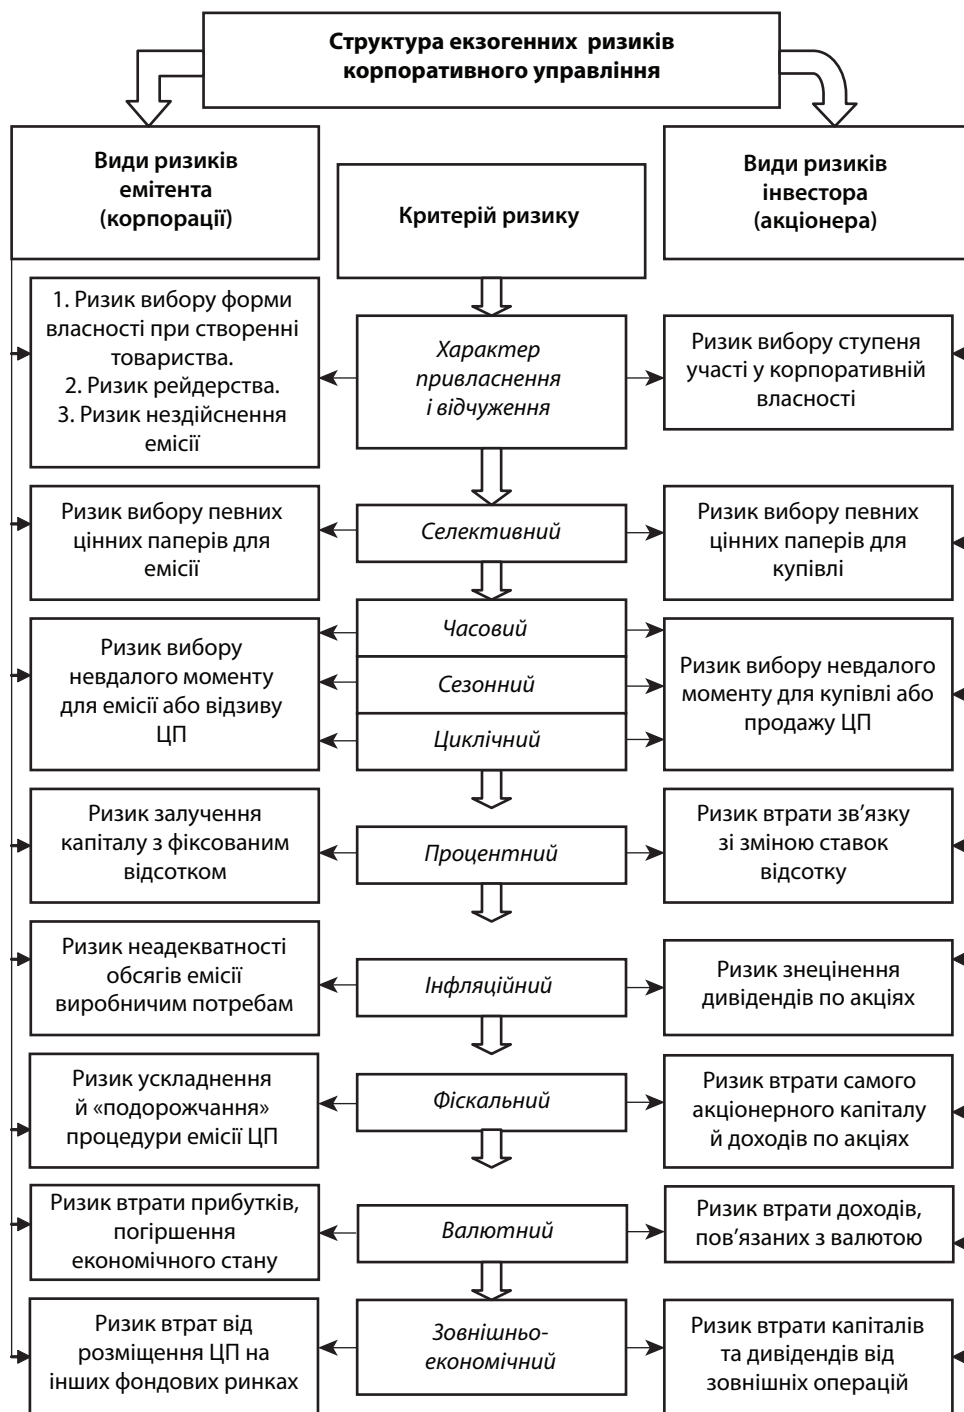 Структура екзогенних ризиків
корпоративного управління
Види ризиків
емітента
(корпорації)
Критерій ризику
Види ризиків
інвестора
(акціонера)
1. Ризик вибору форми
власності при створенні
товариства.
2. Ризик рейдерства.
3. Ризик нездійснення
емісії
Характер
привласнення
і відчуження
Ризик вибору ступеня
участі у корпоративній
власності
Ризик вибору певних
цінних паперів для
емісії
Селективний
Ризик вибору певних
цінних паперів для
купівлі
Ризик вибору
невдалого моменту
для емісії або відзиву
ЦП
Часовий
Сезонний
Циклічний
Ризик вибору невдалого
моменту для купівлі або
продажу ЦП
Ризик залучення
капіталу з фіксованим
відсотком
Процентний
Ризик втрати зв’язку
зі зміною ставок
відсотку
Ризик неадекватності
обсягів емісії
виробничим потребам
Інфляційний
Ризик знецінення
дивідендів по акціях
Ризик ускладнення
й «подорожчання»
процедури емісії ЦП
Фіскальний
Ризик втрати самого
акціонерного капіталу
й доходів по акціях
Ризик втрати прибутків,
погіршення
економічного стану
Валютний
Ризик втрати доходів,
пов’язаних з валютою
Ризик втрат від
розміщення ЦП на
інших фондових ринках
Зовнішньо-
економічний
Ризик втрати капіталів
та дивідендів від
зовнішніх операцій